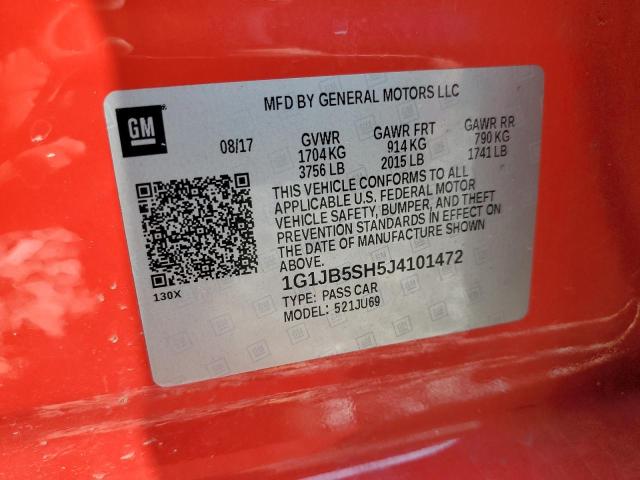 MFD BY GENERAL MOTORS LLC
GM
08/17
GVWR
1704 KG
3756 LB
GAWR FRT
914 KG
2015 LB
GAWR RR
790 KG
1741 LB
THIS VEHICLE CONFORMS TO ALL
APPLICABLE U.S. FEDERAL MOTOR
VEHICLE SAFETY, BUMPER, AND THEFT
PREVENTION STANDARDS IN EFFECT ON
THE DATE OF MANUFACTURE SHOWN
ABOVE.
130X
1G1JB5SH5J4101472
TYPE: PASS CAR
MODEL: 521JU69